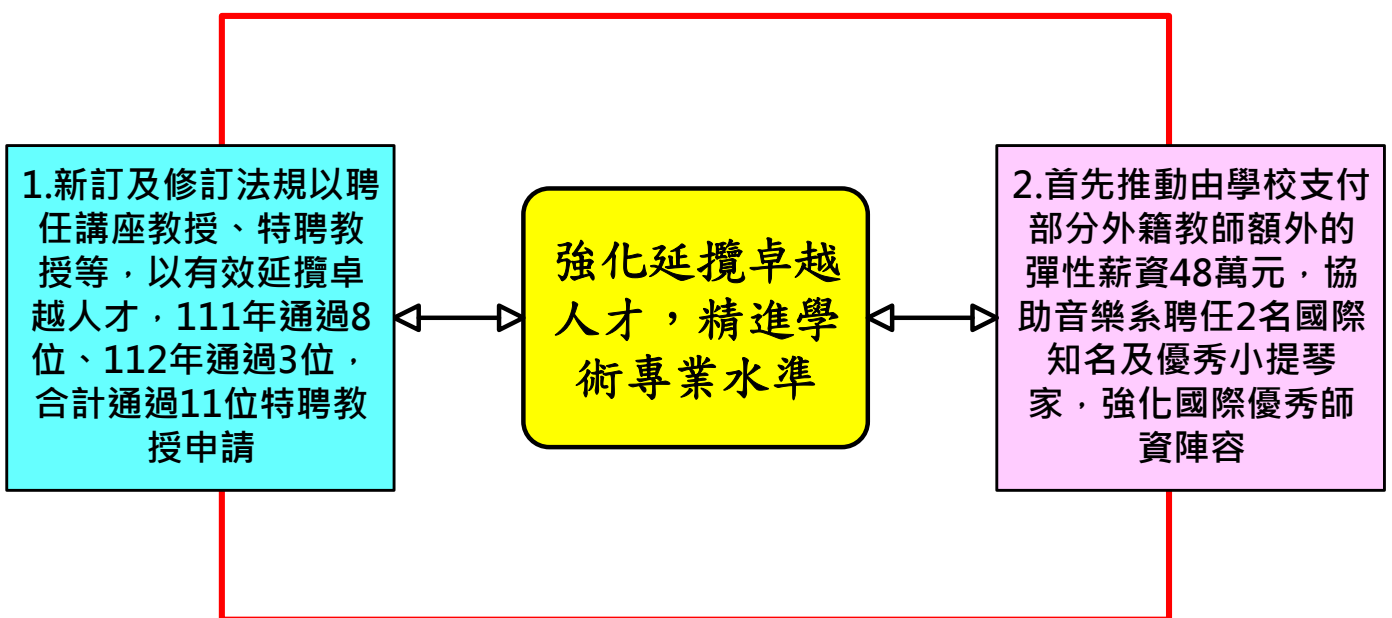 1.新訂及修訂法規以聘
任講座教授、特聘教
授等，以有效延攬卓
越人才，111年通過8
位、112年通過3位，
合計通過11位特聘教
授申請
強化延攬卓越
人才，精進學
術專業水準
2.首先推動由學校支付
部分外籍教師額外的
彈性薪資48萬元，協
助音樂系聘任2名國際
知名及優秀小提琴
家，強化國際優秀師
資陣容